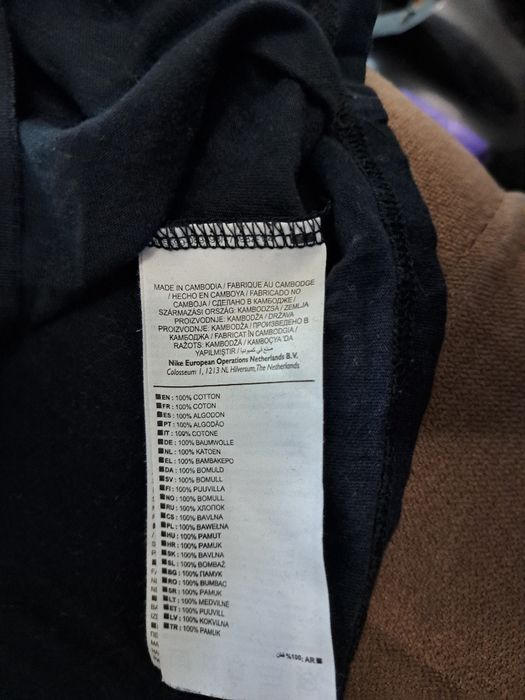 MADE IN CAMBODIA / FABRIQUE AU CAMBODGE
/ HECHO EN CAMBOYA / FABRICADO NO
CAMBOJA / СДЕЛАНО В КАМБОДЖЕ /
SZÁRMAZÁSI ORSZÁG: KAMBODZSA / ZEMLJA
PROIZVODNJE: KAMBODŽA / DRŽAVA
PROIZVODNJE: KAMBODŽA / ПРОИЗВЕДЕНО В
КАМБОДЖА / FABRICAT ÎN CAMBODGIA /
RAŽOTS: KAMBODŽĀ / KAMBOÇYA'DA
YAPILMIŞTIR / صنع في كمبوديا
Nike European Operations Netherlands B.V.
Colosseum 1, 1213 NL Hilversum, The Netherlands
EN : 100% COTTON
FR : 100% COTON
ES : 100% ALGODON
PT : 100% ALGODÃO
IT : 100% COTONE
DE : 100% BAUMWOLLE
NL : 100% KATOEN
EL : 100% ΒΑΜΒΑΚΕΡΟ
DA : 100% BOMULD
SV : 100% BOMULL
FI : 100% PUUVILLA
NO : 100% BOMULL
RU : 100% ХЛОПОК
CS : 100% BAVLNA
PL : 100% BAWEŁNA
HU : 100% PAMUT
HR : 100% PAMUK
SK : 100% BAVLNA
SL : 100% BOMBAŽ
BG : 100% ПАМУК
RO : 100% BUMBAC
SR : 100% PAMUK
LT : 100% MEDVILNĖ
ET : 100% PUUVILL
LV : 100% KOKVILNA
TR : 100% PAMUK
قطن %100: AR